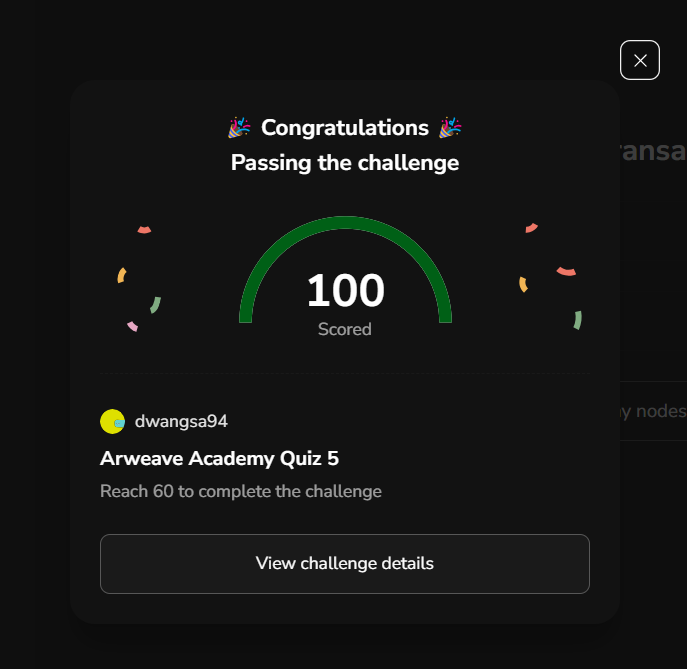 🎉 Congratulations 🎉
Passing the challenge
ransa
100
Scored
y nodes
dwangsa94
Arweave Academy Quiz 5
Reach 60 to complete the challenge
View challenge details